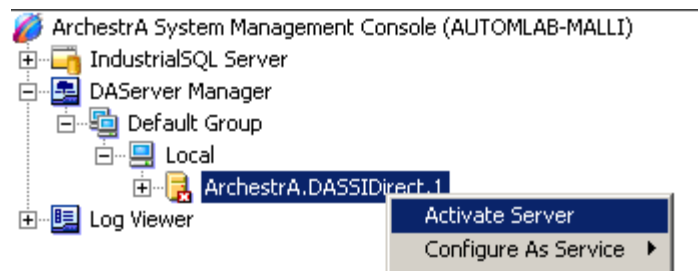 ArchestrA System Management Console (AUTOMLAB-MALLI)
IndustrialSQL Server
DAServer Manager
Default Group
Local
ArchestrA.DASSIDirect.1
Activate Server
Log Viewer
Configure As Service